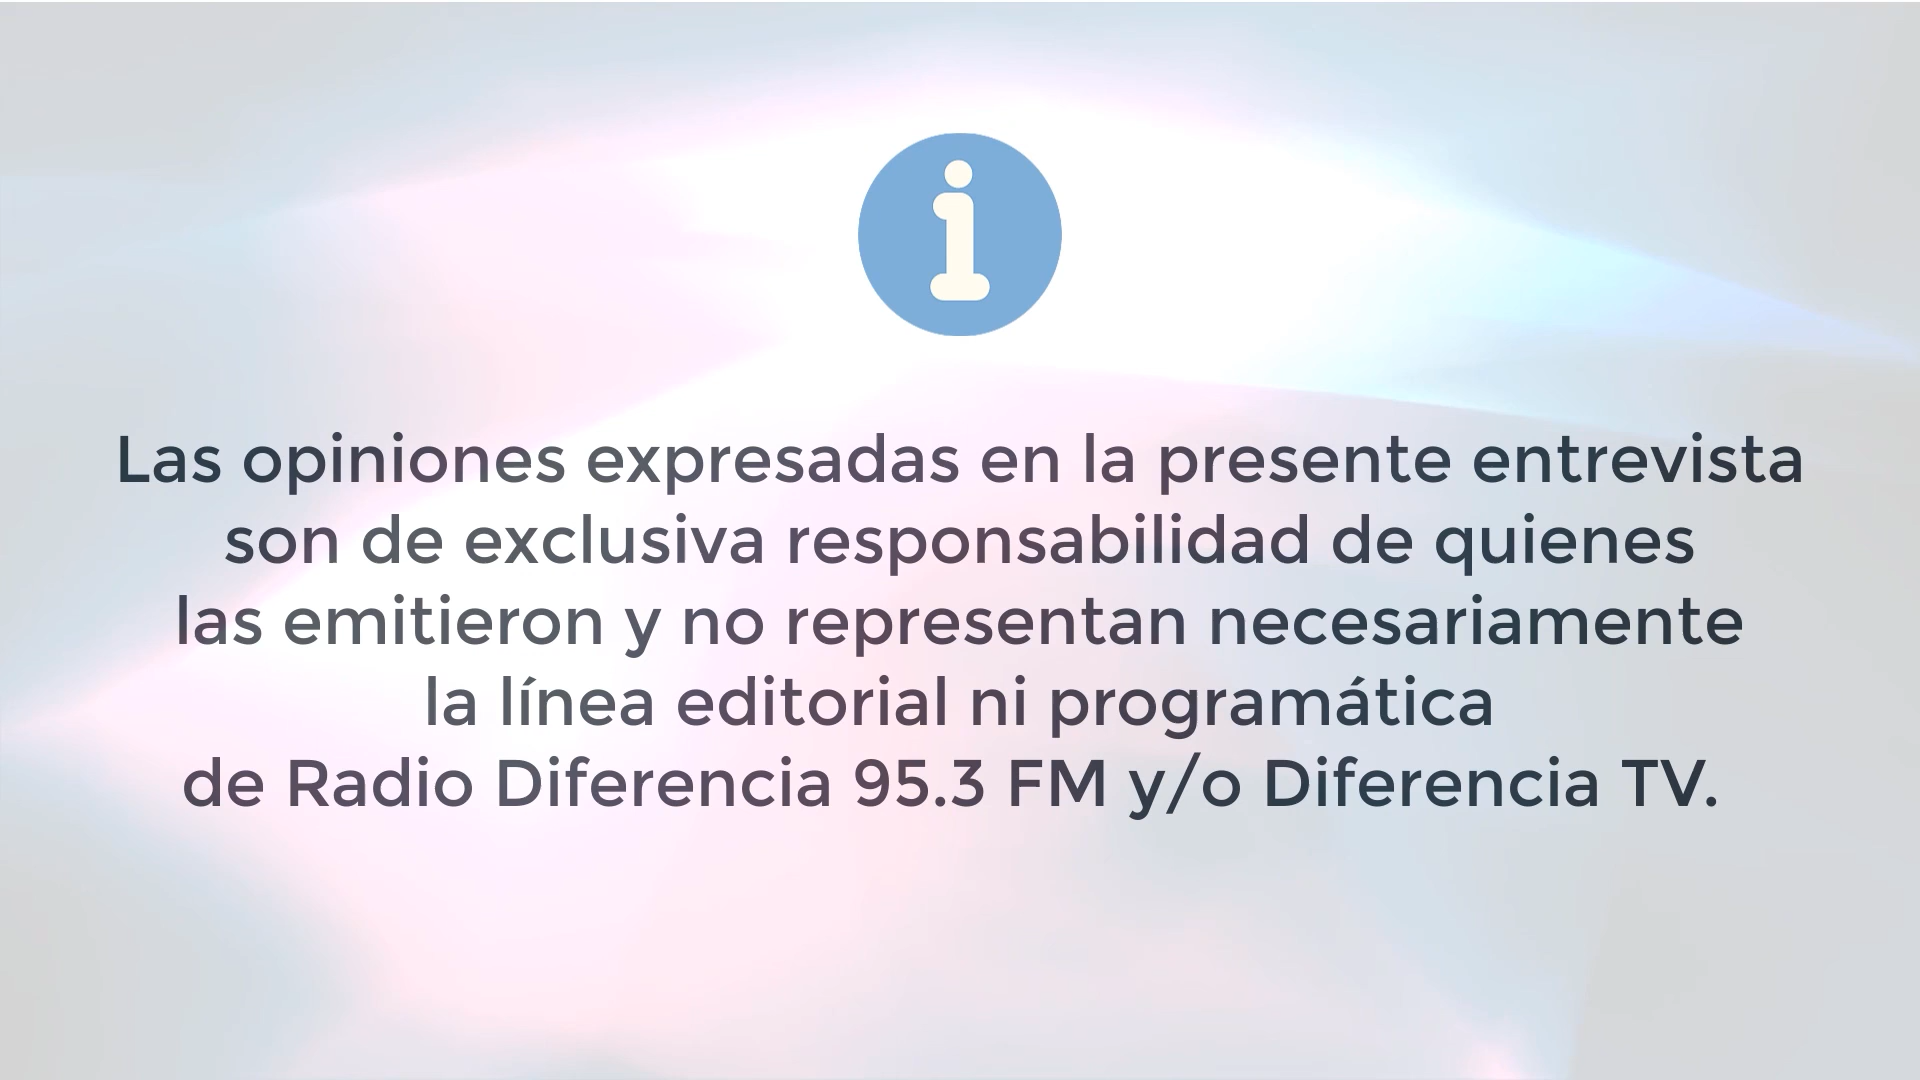 Las opiniones expresadas en la presente entrevista
son de exclusiva responsabilidad de quienes
las emitieron y no representan necesariamente
la línea editorial ni programática
de Radio Diferencia 95.3 FM y/o Diferencia TV.